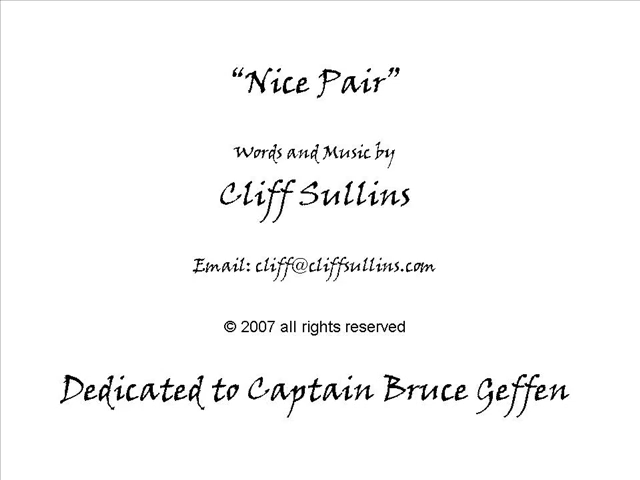 “Nice Pair”
Words and Music by
Cliff Sullins
Email: cliff@cliffsullins.com
© 2007 all rights reserved
Dedicated to Captain Bruce Geffen